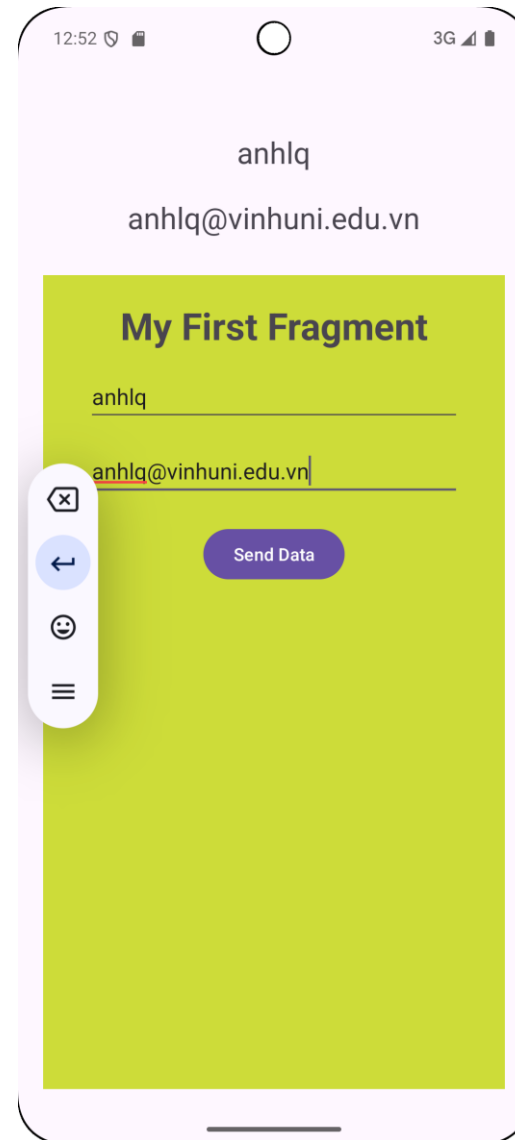 12:52 3G
anhlq
anhlq@vinhuni.edu.vn
My First Fragment
anhlq
anhlq@vinhuni.edu.vn
Send Data